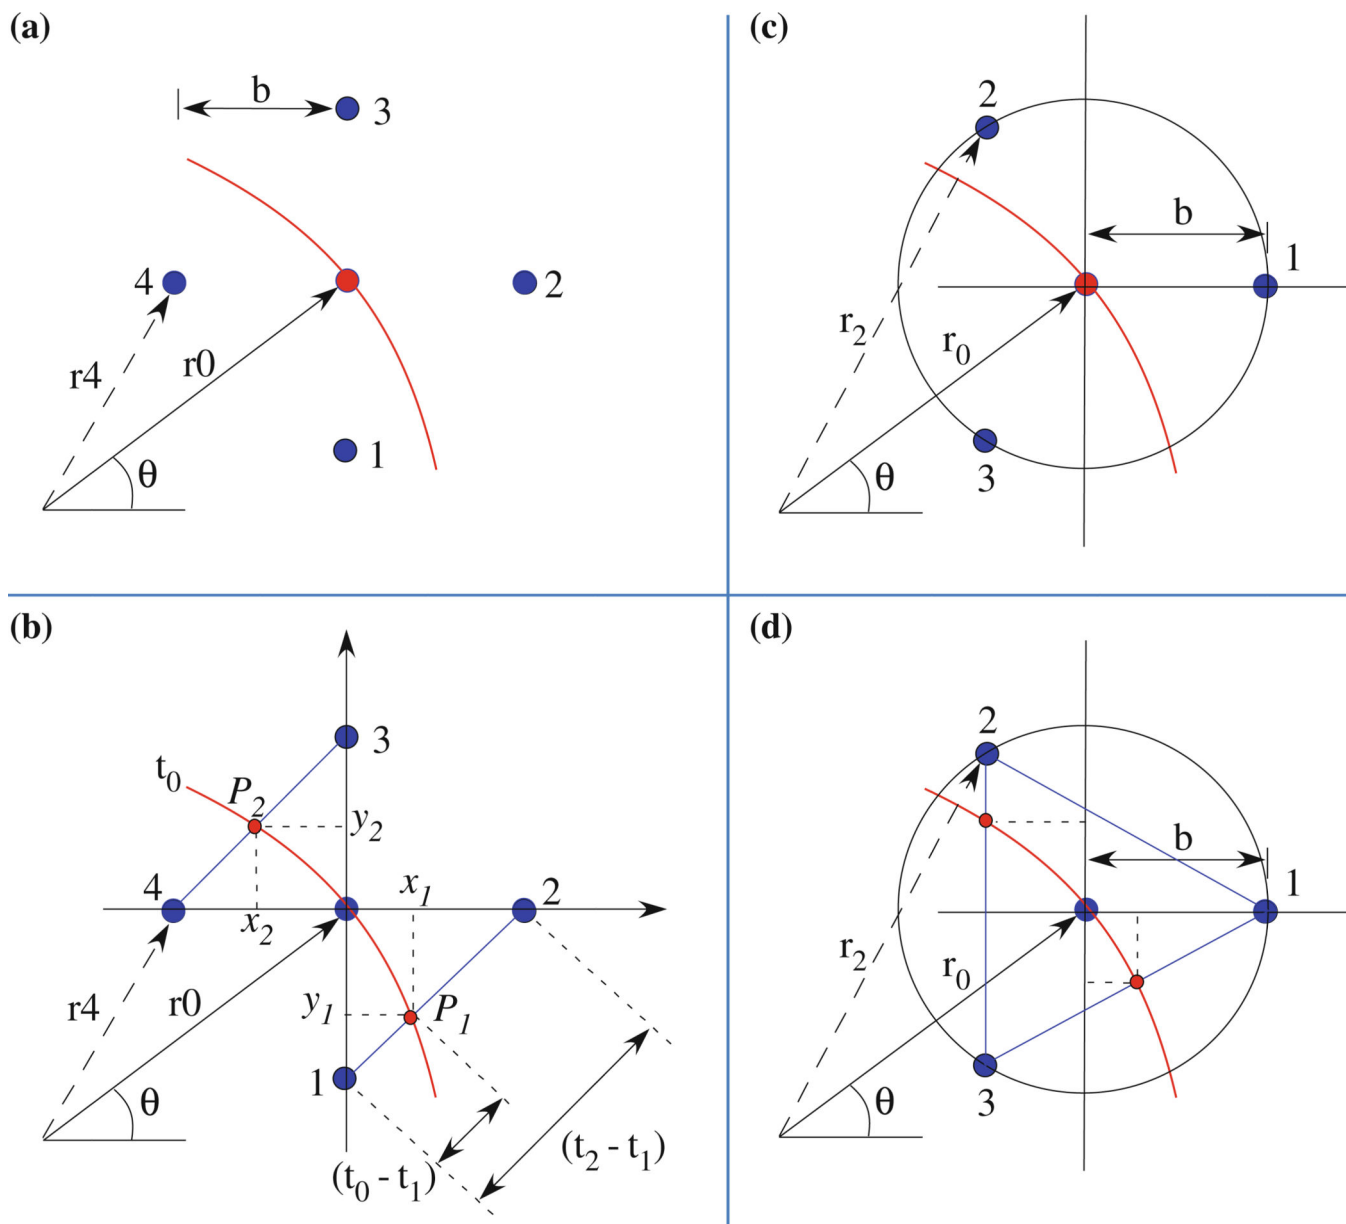 (a)
b
3
4
2
r4
r0
θ
1
(c)
2
b
1
r₂
r₀
θ
3
(b)
3
t₀
P₂
y₂
4
x₁
2
x₂
r4
r0
y₁
P₁
1
θ
(t₂ - t₁)
(t₀ - t₁)
(d)
2
b
1
r₂
r₀
θ
3